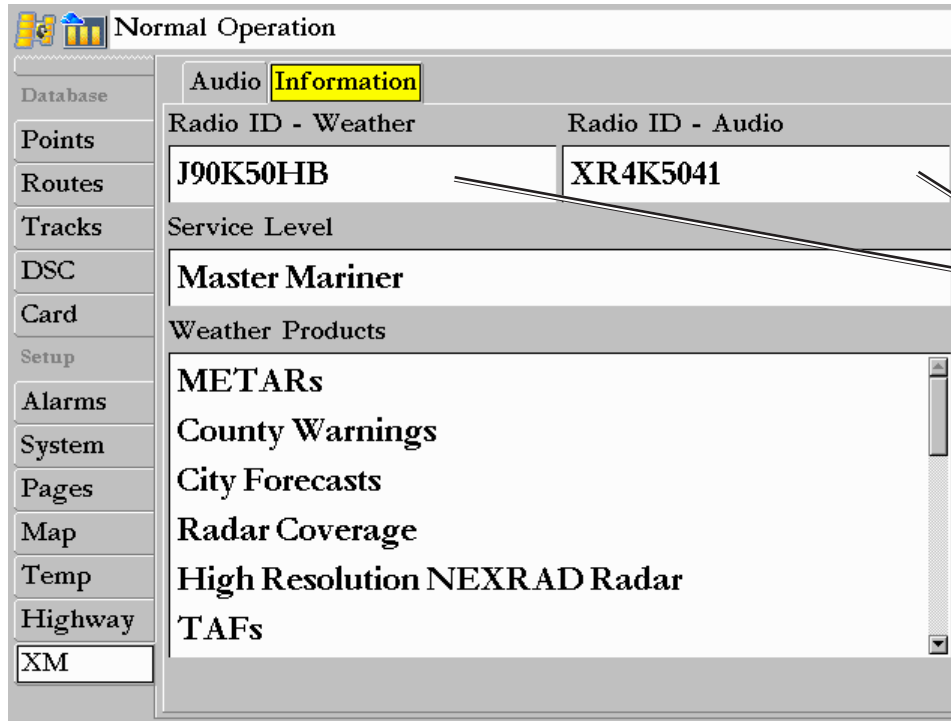 Normal Operation
Database
Points
Routes
Tracks
DSC
Card
Setup
Alarms
System
Pages
Map
Temp
Highway
XM
Audio Information
Radio ID - Weather Radio ID - Audio
J90K50HB XR4K5041
Service Level
Master Mariner
Weather Products
METARs
County Warnings
City Forecasts
Radar Coverage
High Resolution NEXRAD Radar
TAFs